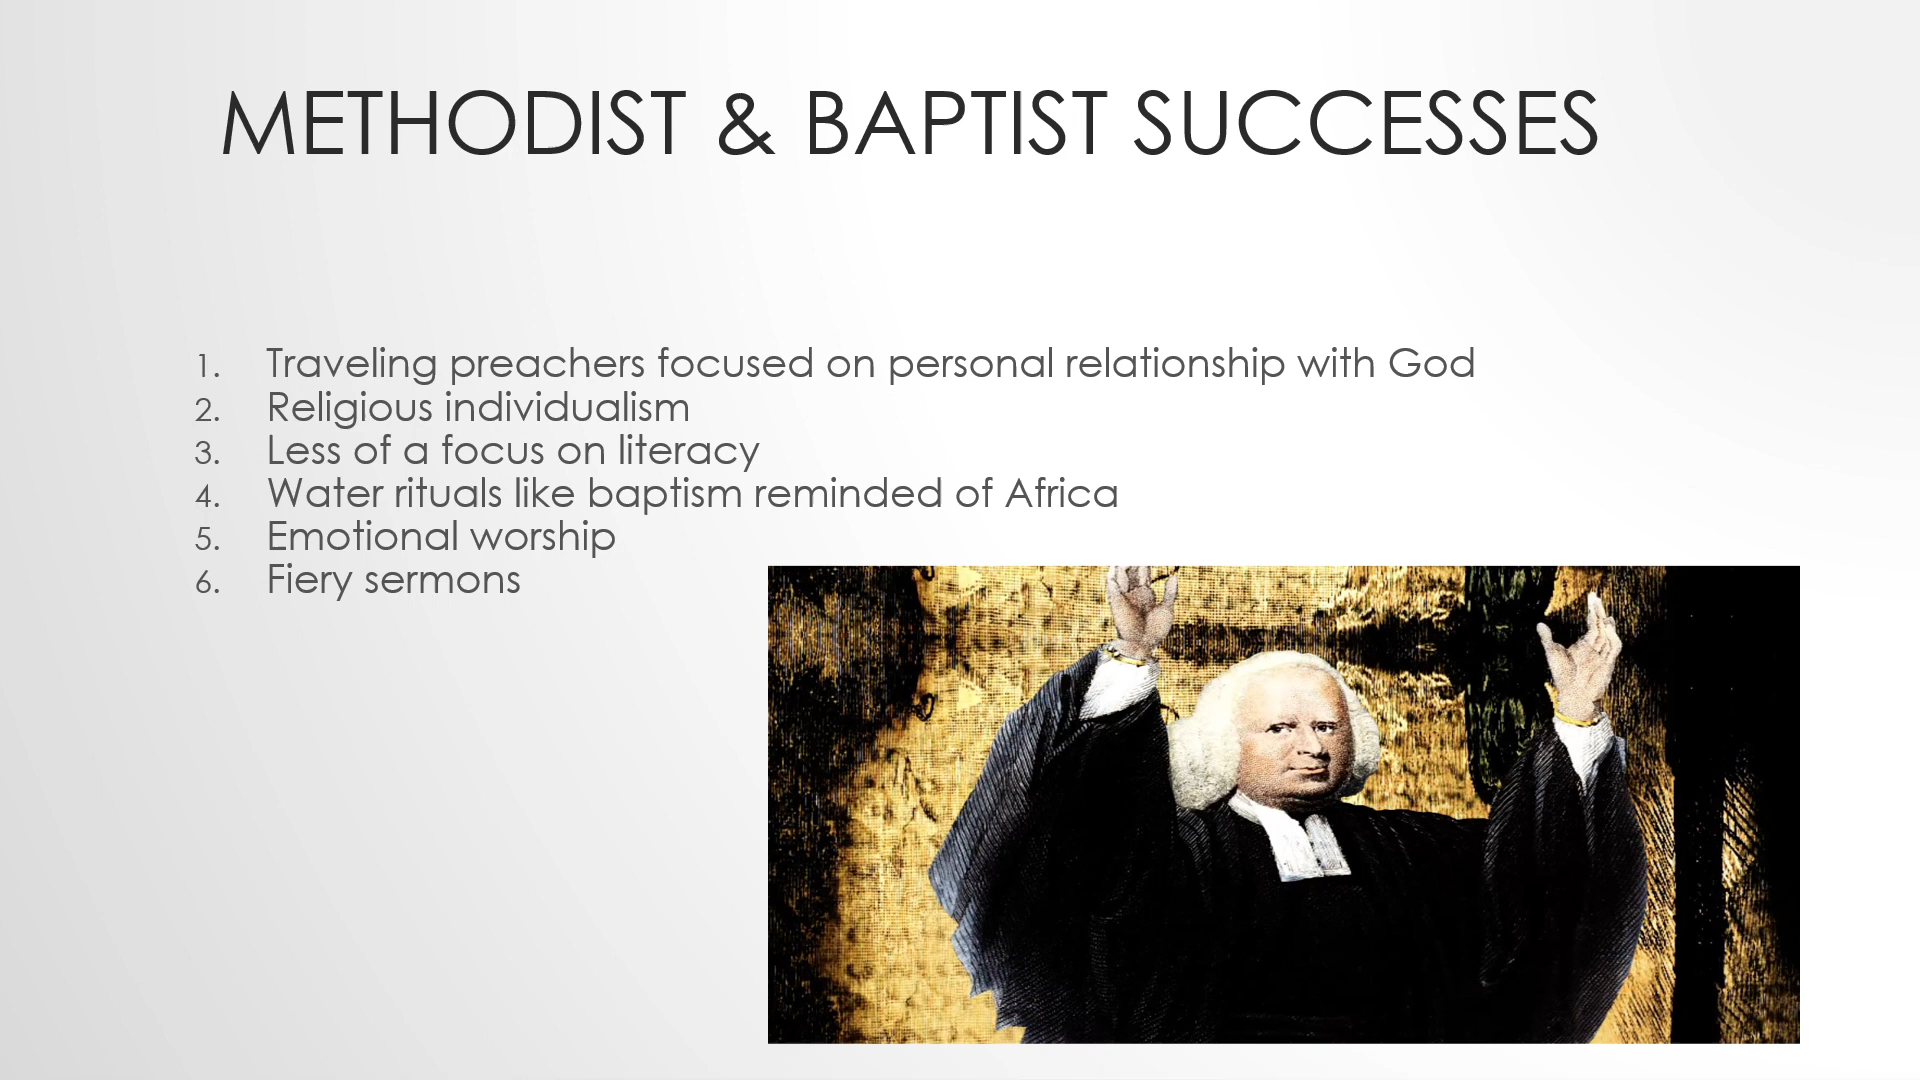 METHODIST & BAPTIST SUCCESSES
1. Traveling preachers focused on personal relationship with God
2. Religious individualism
3. Less of a focus on literacy
4. Water rituals like baptism reminded of Africa
5. Emotional worship
6. Fiery sermons